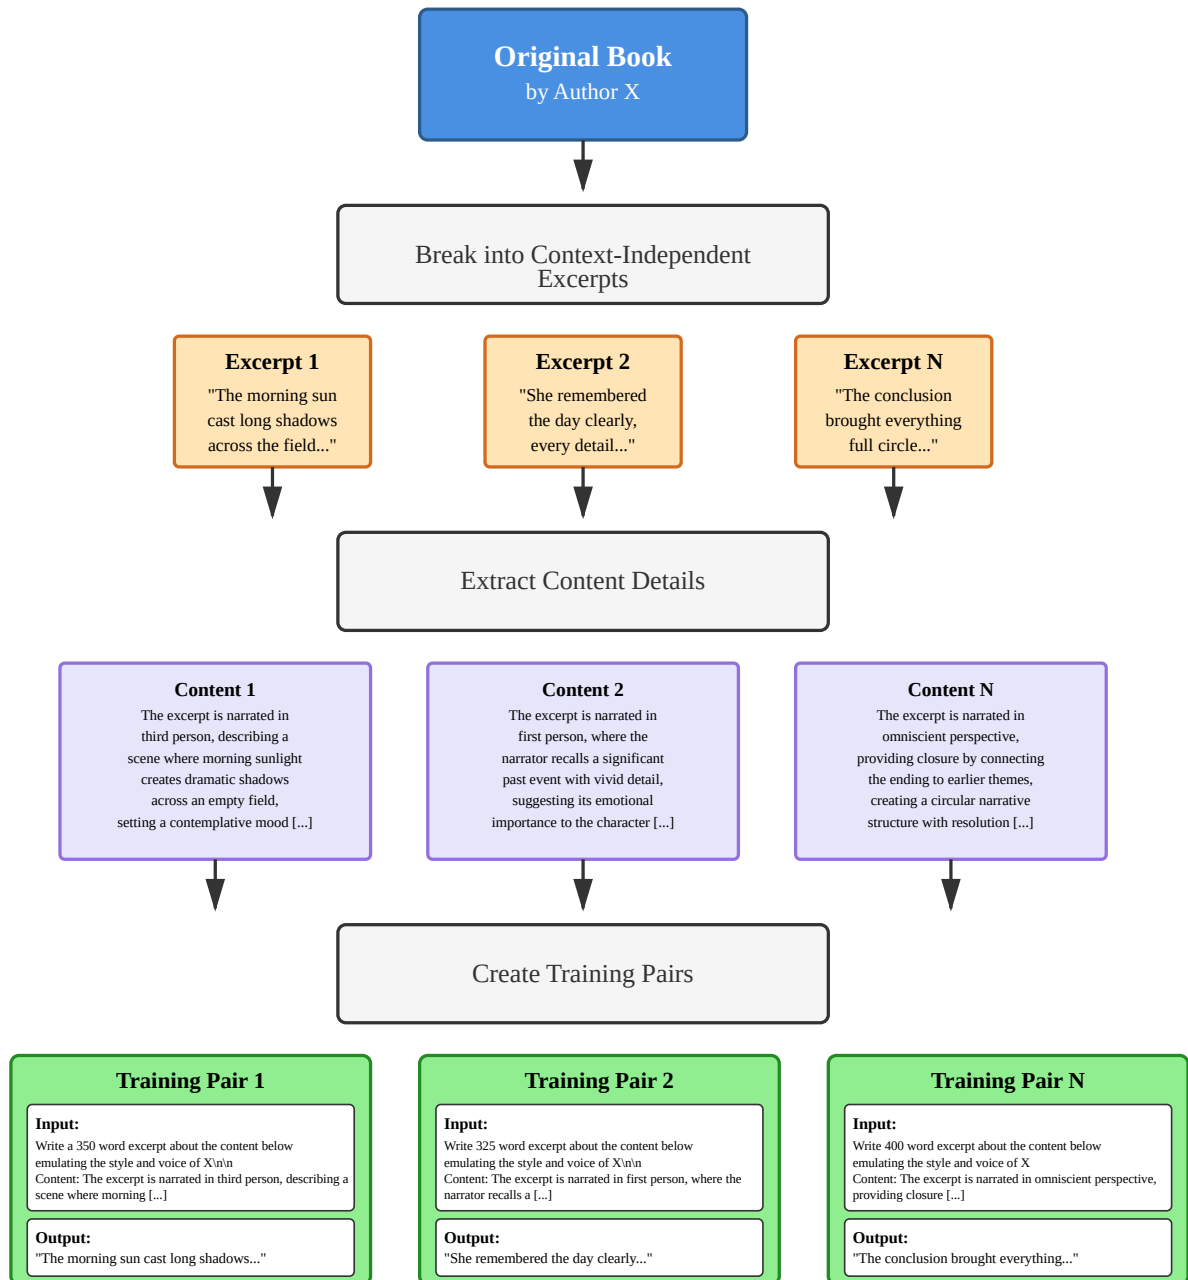 Original Book
by Author X
Break into Context-Independent
Excerpts
Excerpt 1
"The morning sun
cast long shadows
across the field..."
Excerpt 2
"She remembered
the day clearly,
every detail..."
Excerpt N
"The conclusion
brought everything
full circle..."
Extract Content Details
Content 1
The excerpt is narrated in
third person, describing a
scene where morning sunlight
creates dramatic shadows
across an empty field,
setting a contemplative mood [...]
Content 2
The excerpt is narrated in
first person, where the
narrator recalls a significant
past event with vivid detail,
suggesting its emotional
importance to the character [...]
Content N
The excerpt is narrated in
omniscient perspective,
providing closure by connecting
the ending to earlier themes,
creating a circular narrative
structure with resolution [...]
Create Training Pairs
Training Pair 1
Input:
Write a 350 word excerpt about the content below
emulating the style and voice of X\n\n
Content: The excerpt is narrated in third person, describing a
scene where morning [...]
Output:
"The morning sun cast long shadows..."
Training Pair 2
Input:
Write 325 word excerpt about the content below
emulating the style and voice of X\n\n
Content: The excerpt is narrated in first person, where the
narrator recalls a [...]
Output:
"She remembered the day clearly..."
Training Pair N
Input:
Write 400 word excerpt about the content below
emulating the style and voice of X
Content: The excerpt is narrated in omniscient perspective,
providing closure [...]
Output:
"The conclusion brought everything..."